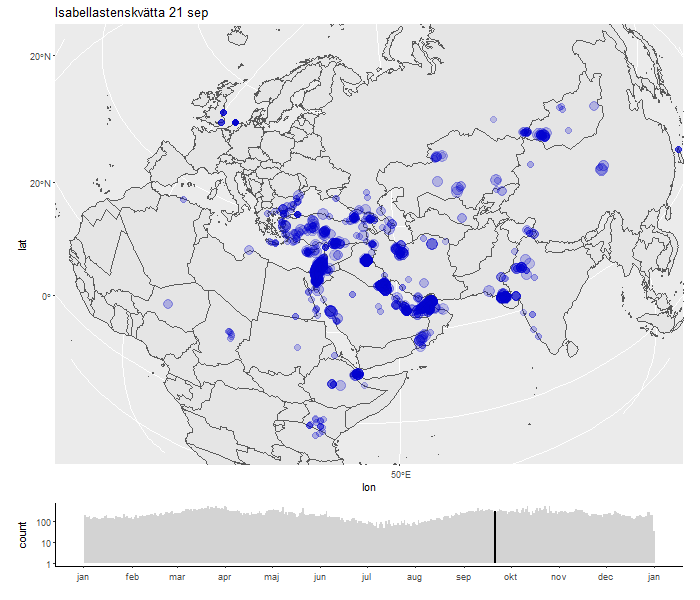 Isabellastenskvätta 21 sep
20°N
20°N
0°
lat
50°E
lon
count
100
10
1
jan feb mar apr maj jun jul aug sep okt nov dec jan